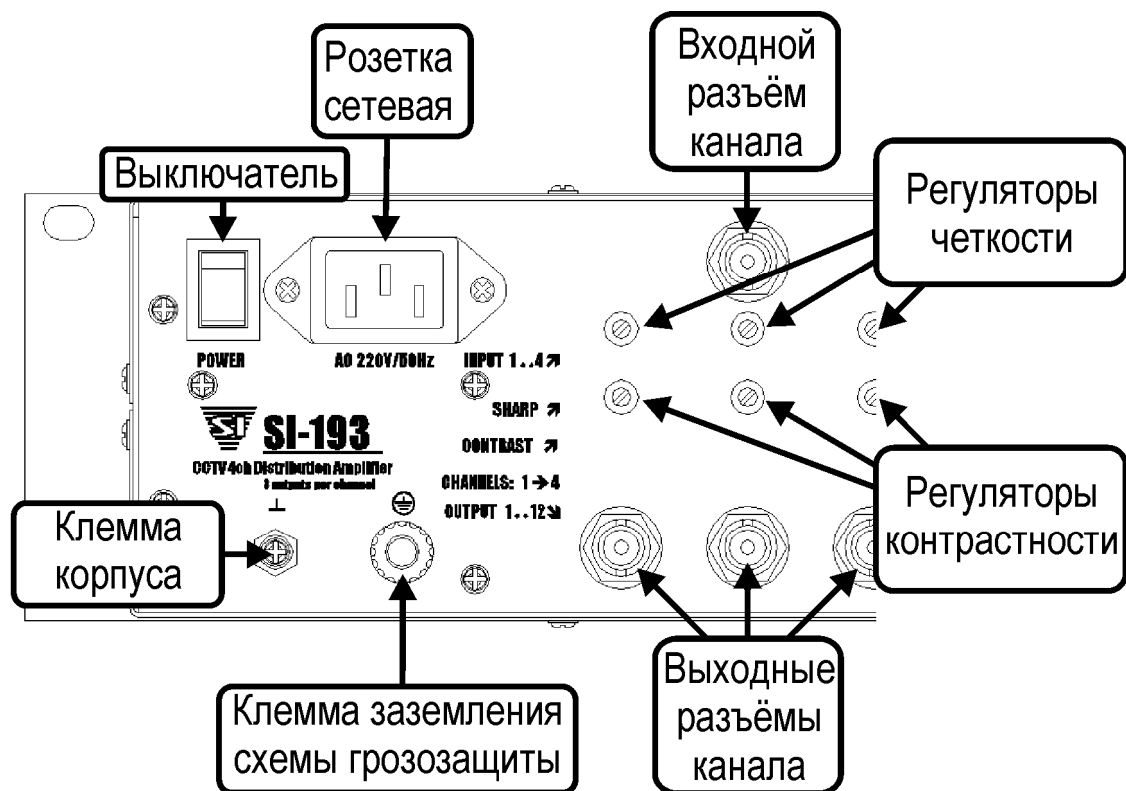 Розетка
сетевая
Входной
разъём
канала
Выключатель
Регуляторы
четкости
POWER
AC 220V/50Hz
INPUT 1..4
SHARP
SI
SI-193
CONTRAST
CCTV 4ch Distribution Amplifier
3 outputs per channel
CHANNELS: 1→4
OUTPUT 1..12
Регуляторы
контрастности
Клемма
корпуса
Клемма заземления
схемы грозозащиты
Выходные
разъёмы
канала